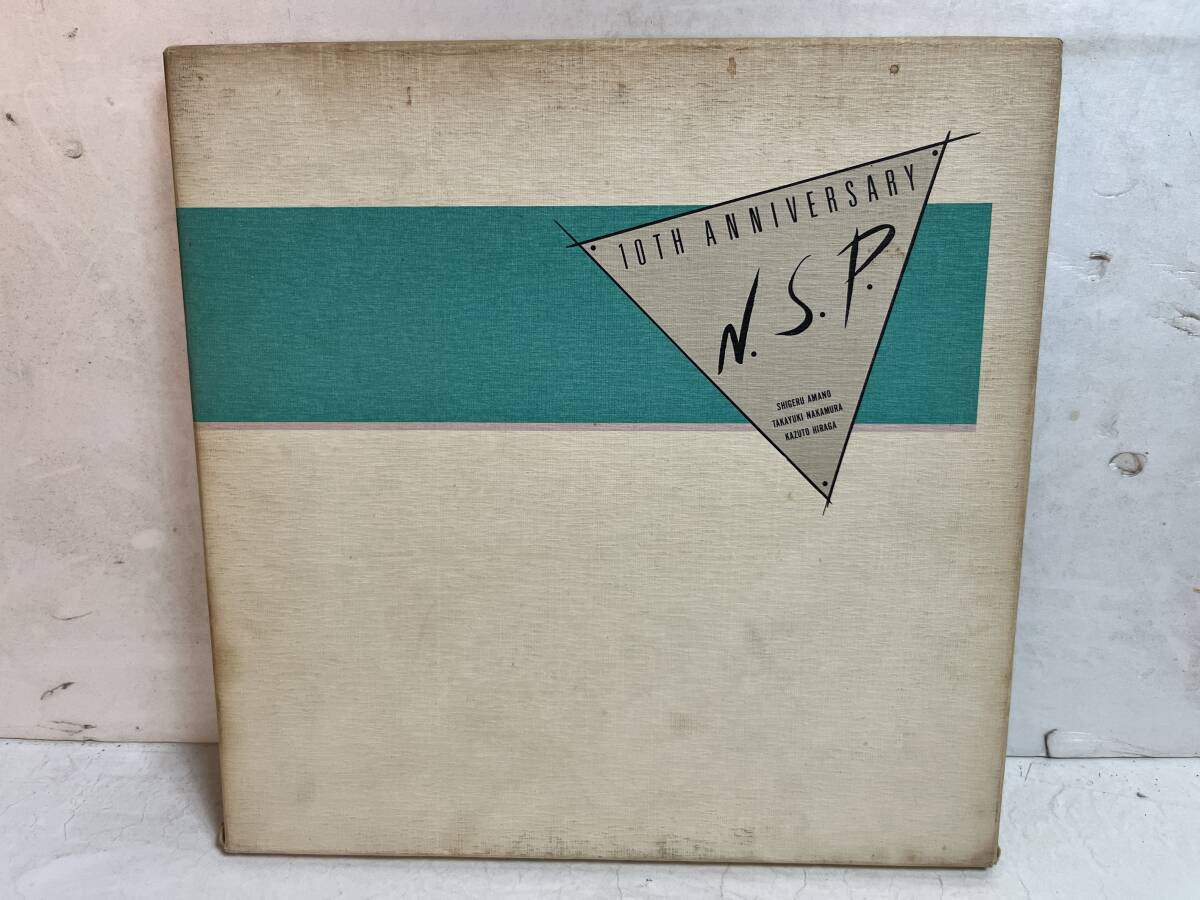 10TH ANNIVERSARY
N.S.P.
SHIGERU AMANO
TAKAYUKI NAKAMURA
KAZUTO HIRAGA